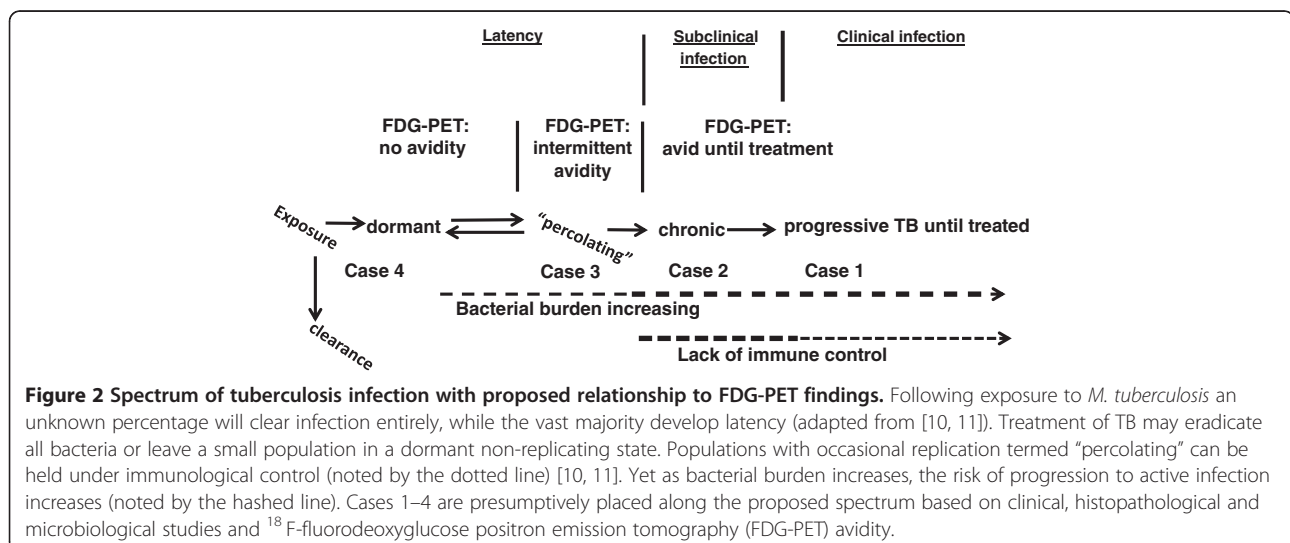 Latency
Subclinical
infection
Clinical infection
FDG-PET:
no avidity
FDG-PET:
intermittent
avidity
FDG-PET:
avid until treatment
Exposure
dormant
"percolating"
chronic
progressive TB until treated
Case 4
Case 3
Case 2
Case 1
Bacterial burden increasing
clearance
Lack of immune control
Figure 2 Spectrum of tuberculosis infection with proposed relationship to FDG-PET findings. Following exposure to M. tuberculosis an
unknown percentage will clear infection entirely, while the vast majority develop latency (adapted from [10, 11]). Treatment of TB may eradicate
all bacteria or leave a small population in a dormant non-replicating state. Populations with occasional replication termed “percolating” can be
held under immunological control (noted by the dotted line) [10, 11]. Yet as bacterial burden increases, the risk of progression to active infection
increases (noted by the hashed line). Cases 1–4 are presumptively placed along the proposed spectrum based on clinical, histopathological and
microbiological studies and 18 F-fluorodeoxyglucose positron emission tomography (FDG-PET) avidity.